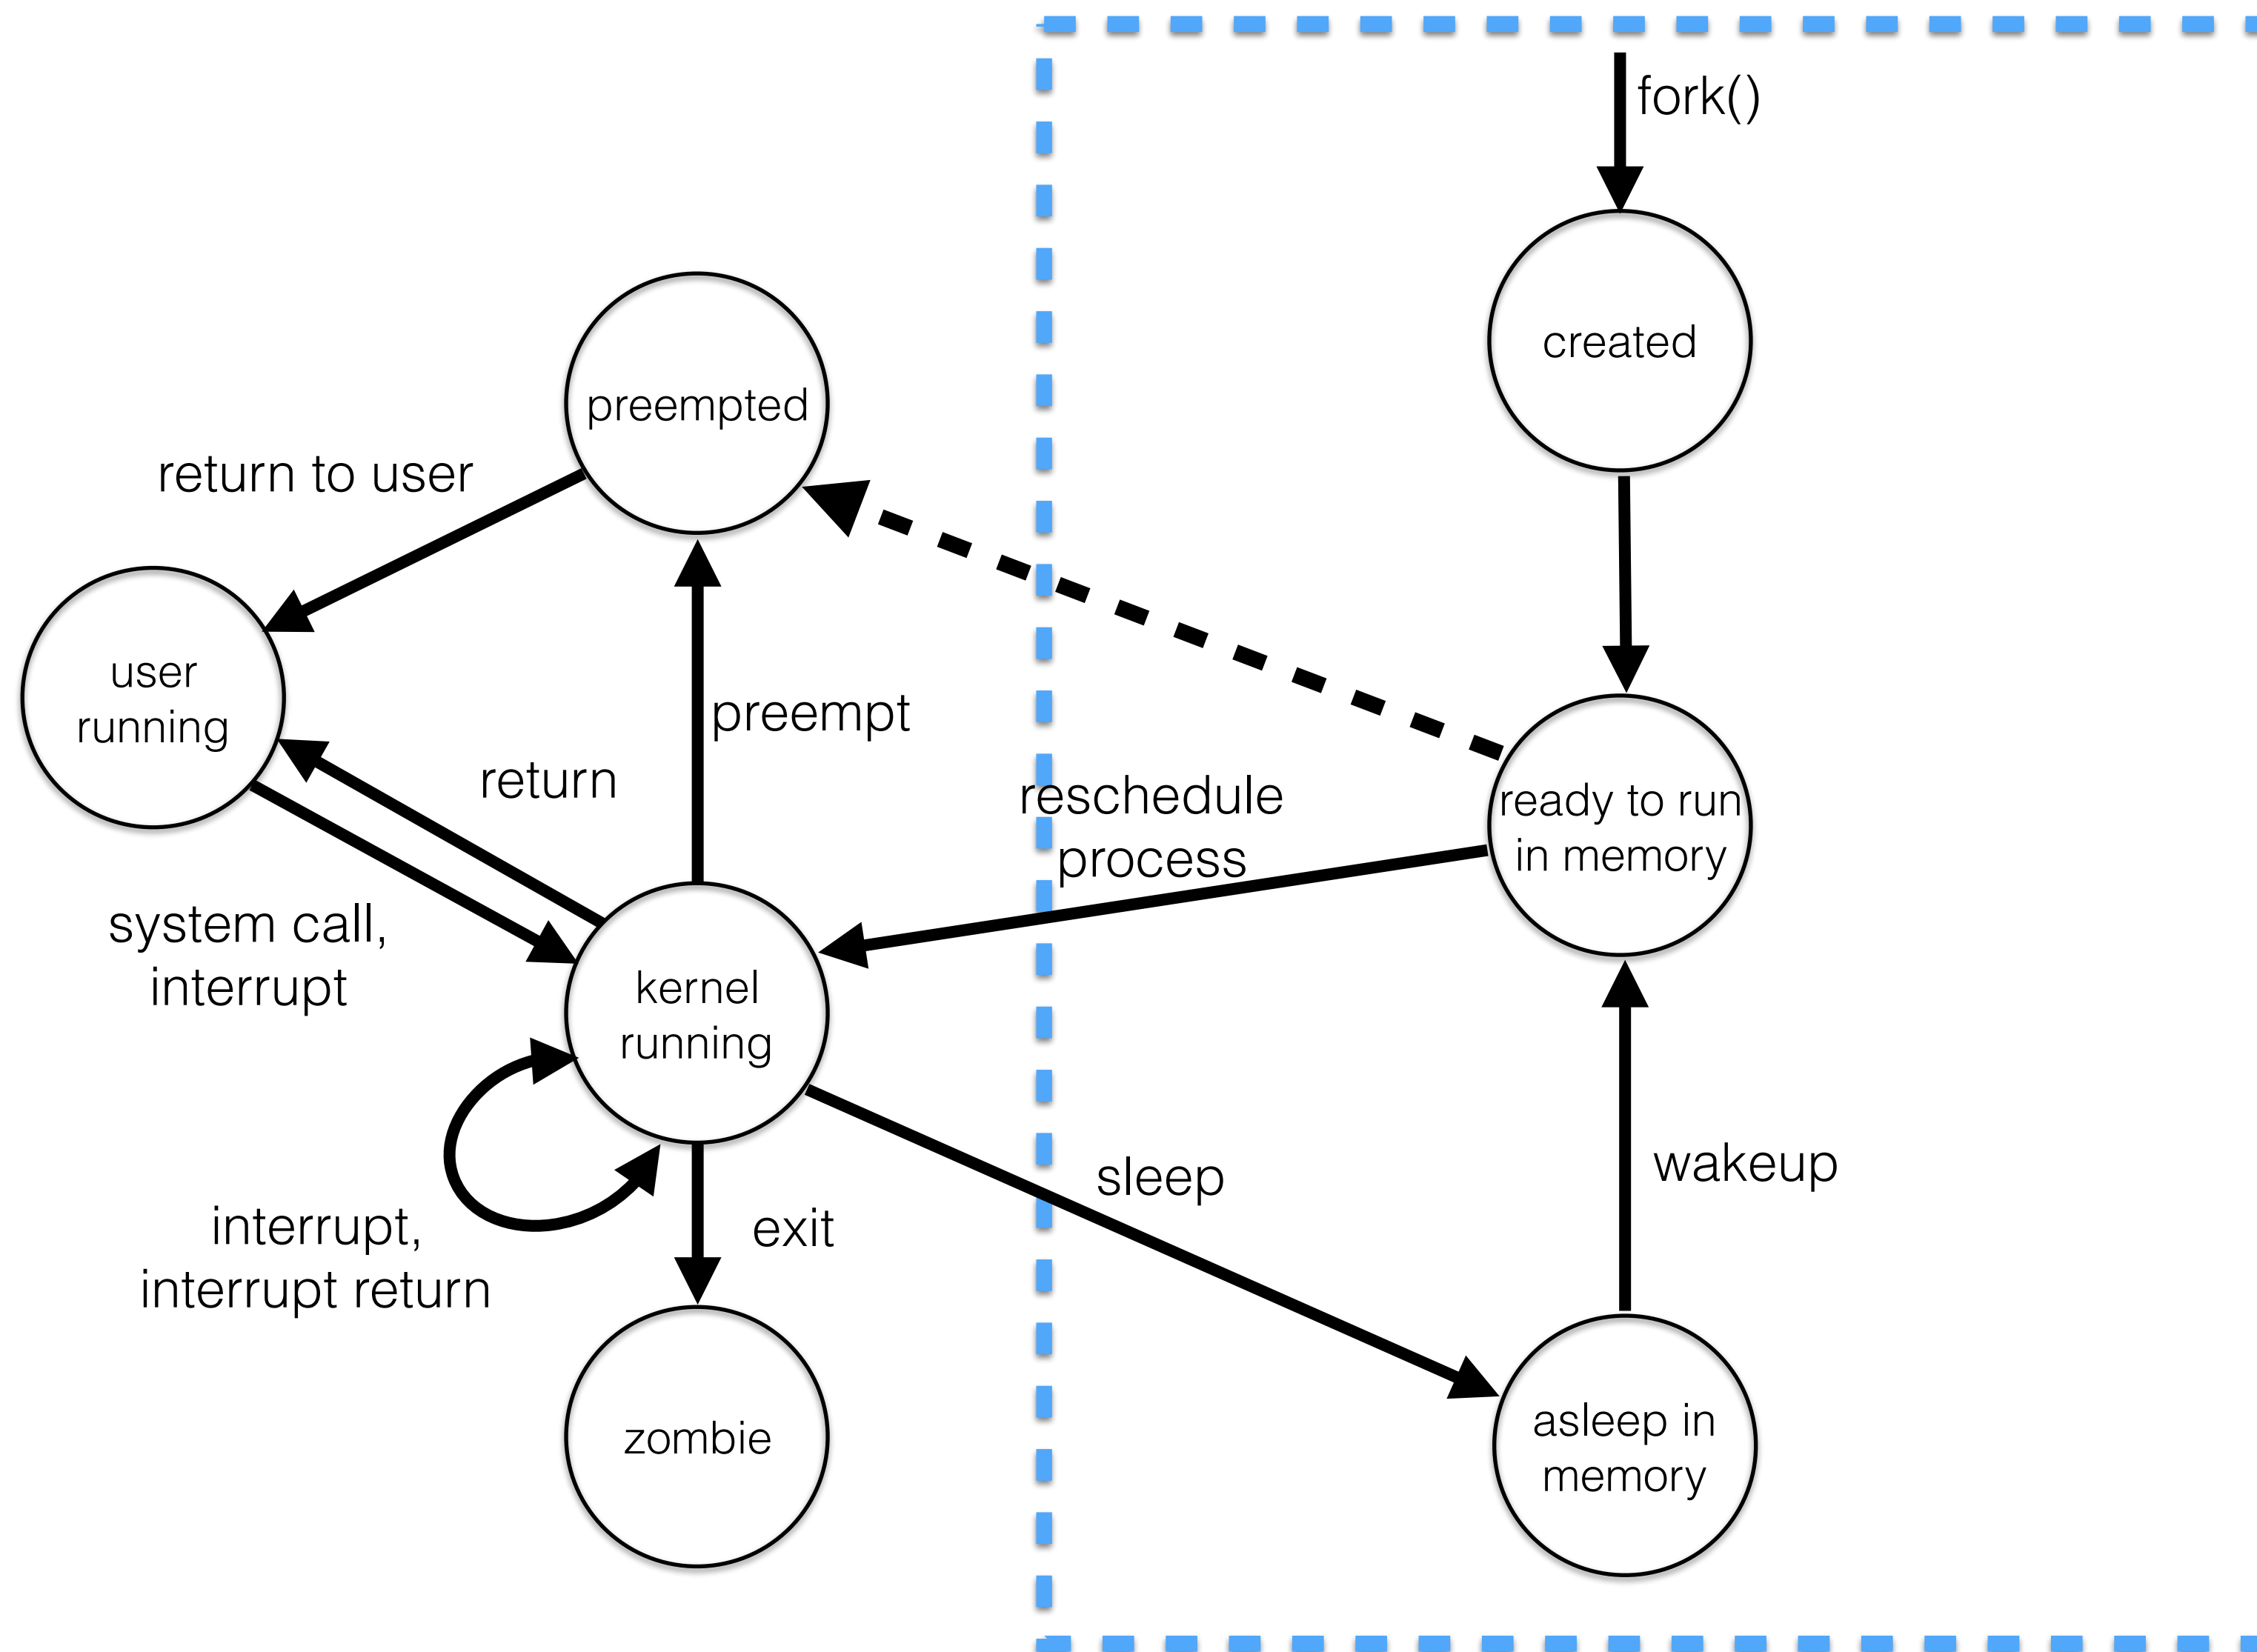 fork()
created
preempted
return to user
user
running
preempt
return
reschedule
process
ready to run
in memory
system call,
interrupt
kernel
running
sleep
wakeup
interrupt,
interrupt return
exit
zombie
asleep in
memory